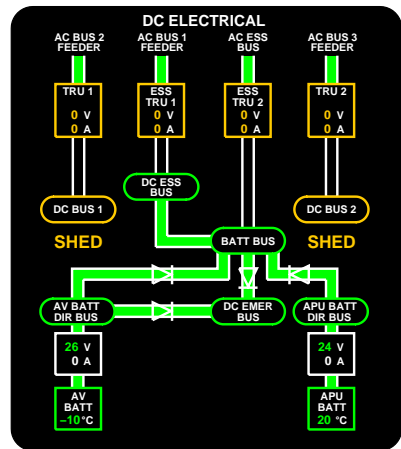 DC ELECTRICAL
AC BUS 2
FEEDER
AC BUS 1
FEEDER
AC ESS
BUS
AC BUS 3
FEEDER
TRU 1
0 V
0 A
ESS
TRU 1
0 V
0 A
ESS
TRU 2
0 V
0 A
TRU 2
0 V
0 A
DC ESS
BUS
DC BUS 1
DC BUS 2
SHED
BATT BUS
SHED
AV BATT
DIR BUS
DC EMER
BUS
APU BATT
DIR BUS
26 V
0 A
24 V
0 A
AV
BATT
–10°C
APU
BATT
20 °C